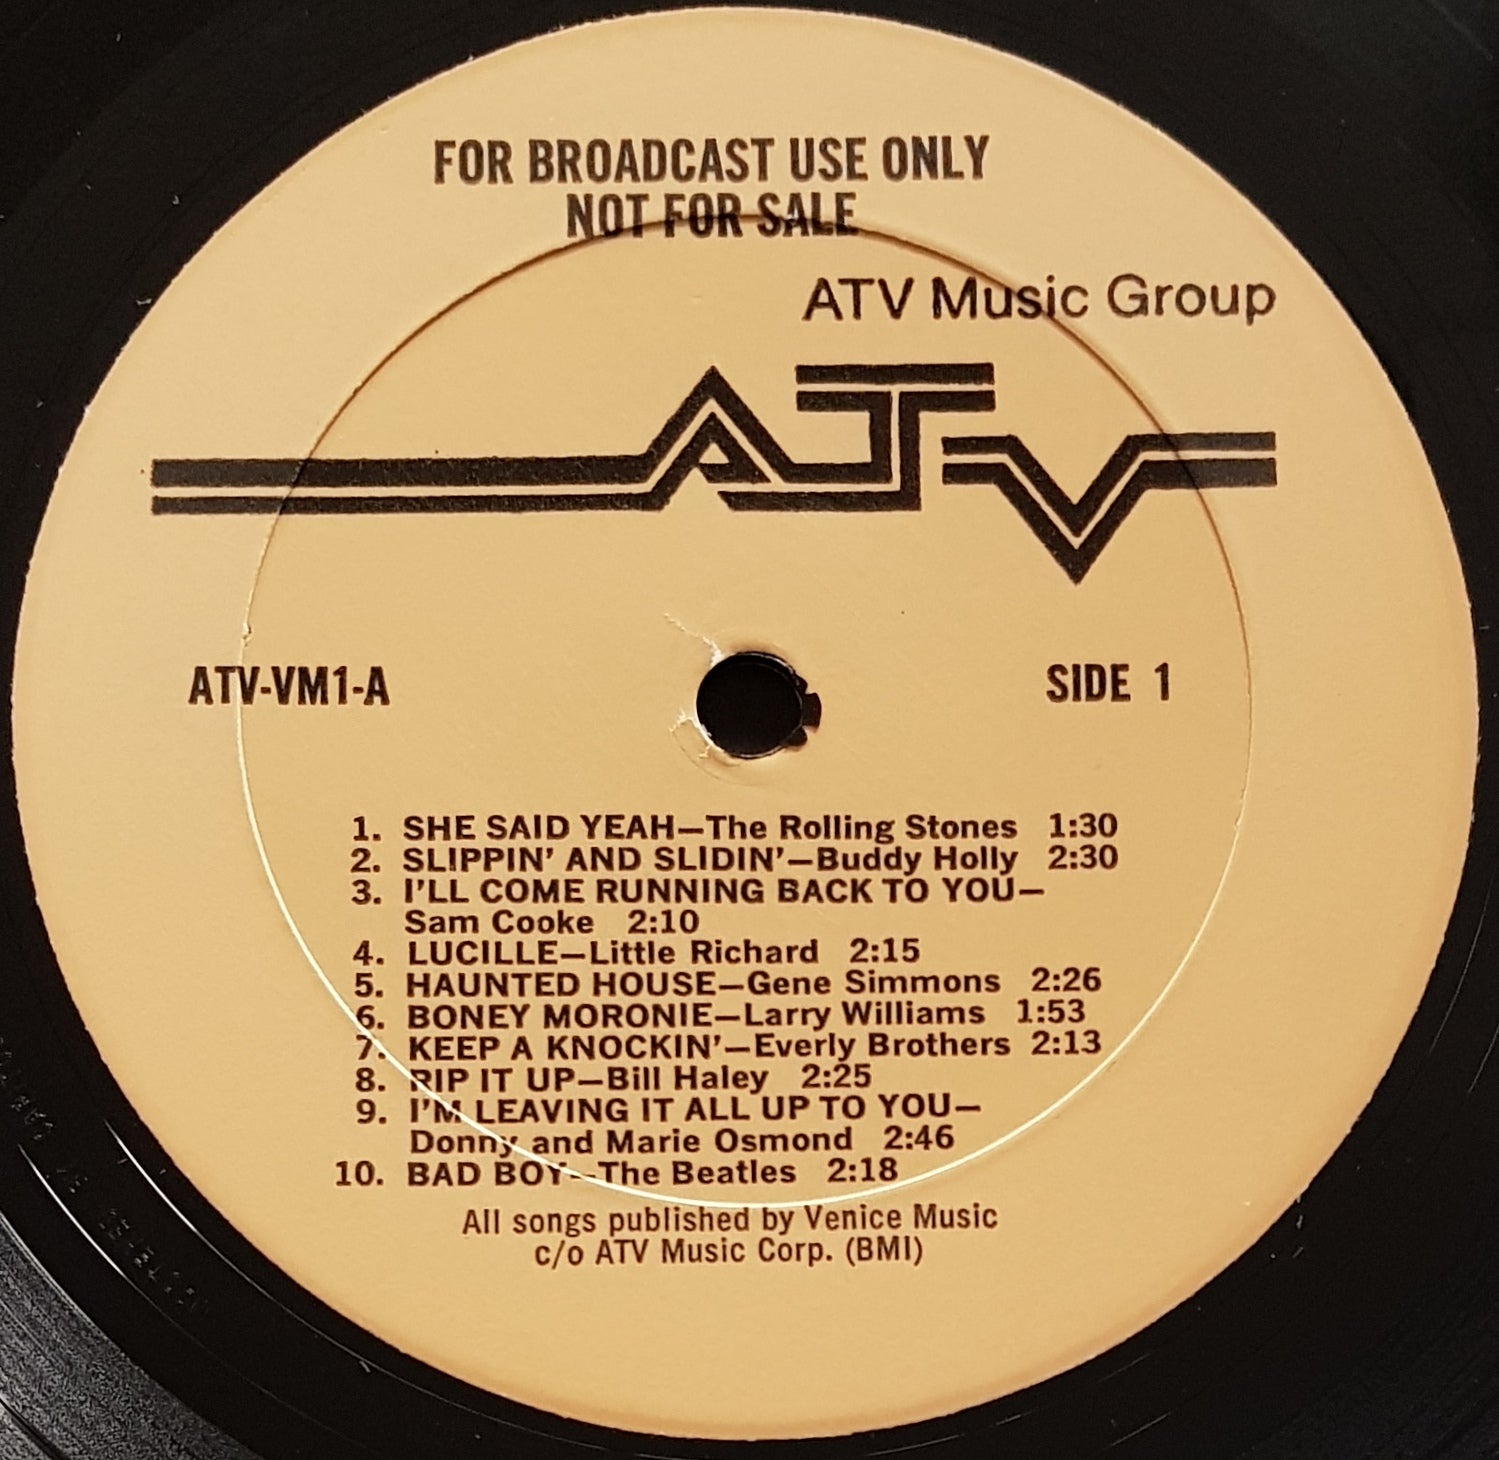 FOR BROADCAST USE ONLY
NOT FOR SALE
ATV Music Group
ATV
ATV-VM1-A
SIDE 1
1. SHE SAID YEAH—The Rolling Stones 1:30
2. SLIPPIN' AND SLIDIN'—Buddy Holly 2:30
3. I'LL COME RUNNING BACK TO YOU—
Sam Cooke 2:10
4. LUCILLE—Little Richard 2:15
5. HAUNTED HOUSE—Gene Simmons 2:26
6. BONEY MORONIE—Larry Williams 1:53
7. KEEP A KNOCKIN'—Everly Brothers 2:13
8. RIP IT UP—Bill Haley 2:25
9. I'M LEAVING IT ALL UP TO YOU—
Donny and Marie Osmond 2:46
10. BAD BOY—The Beatles 2:18
All songs published by Venice Music
c/o ATV Music Corp. (BMI)